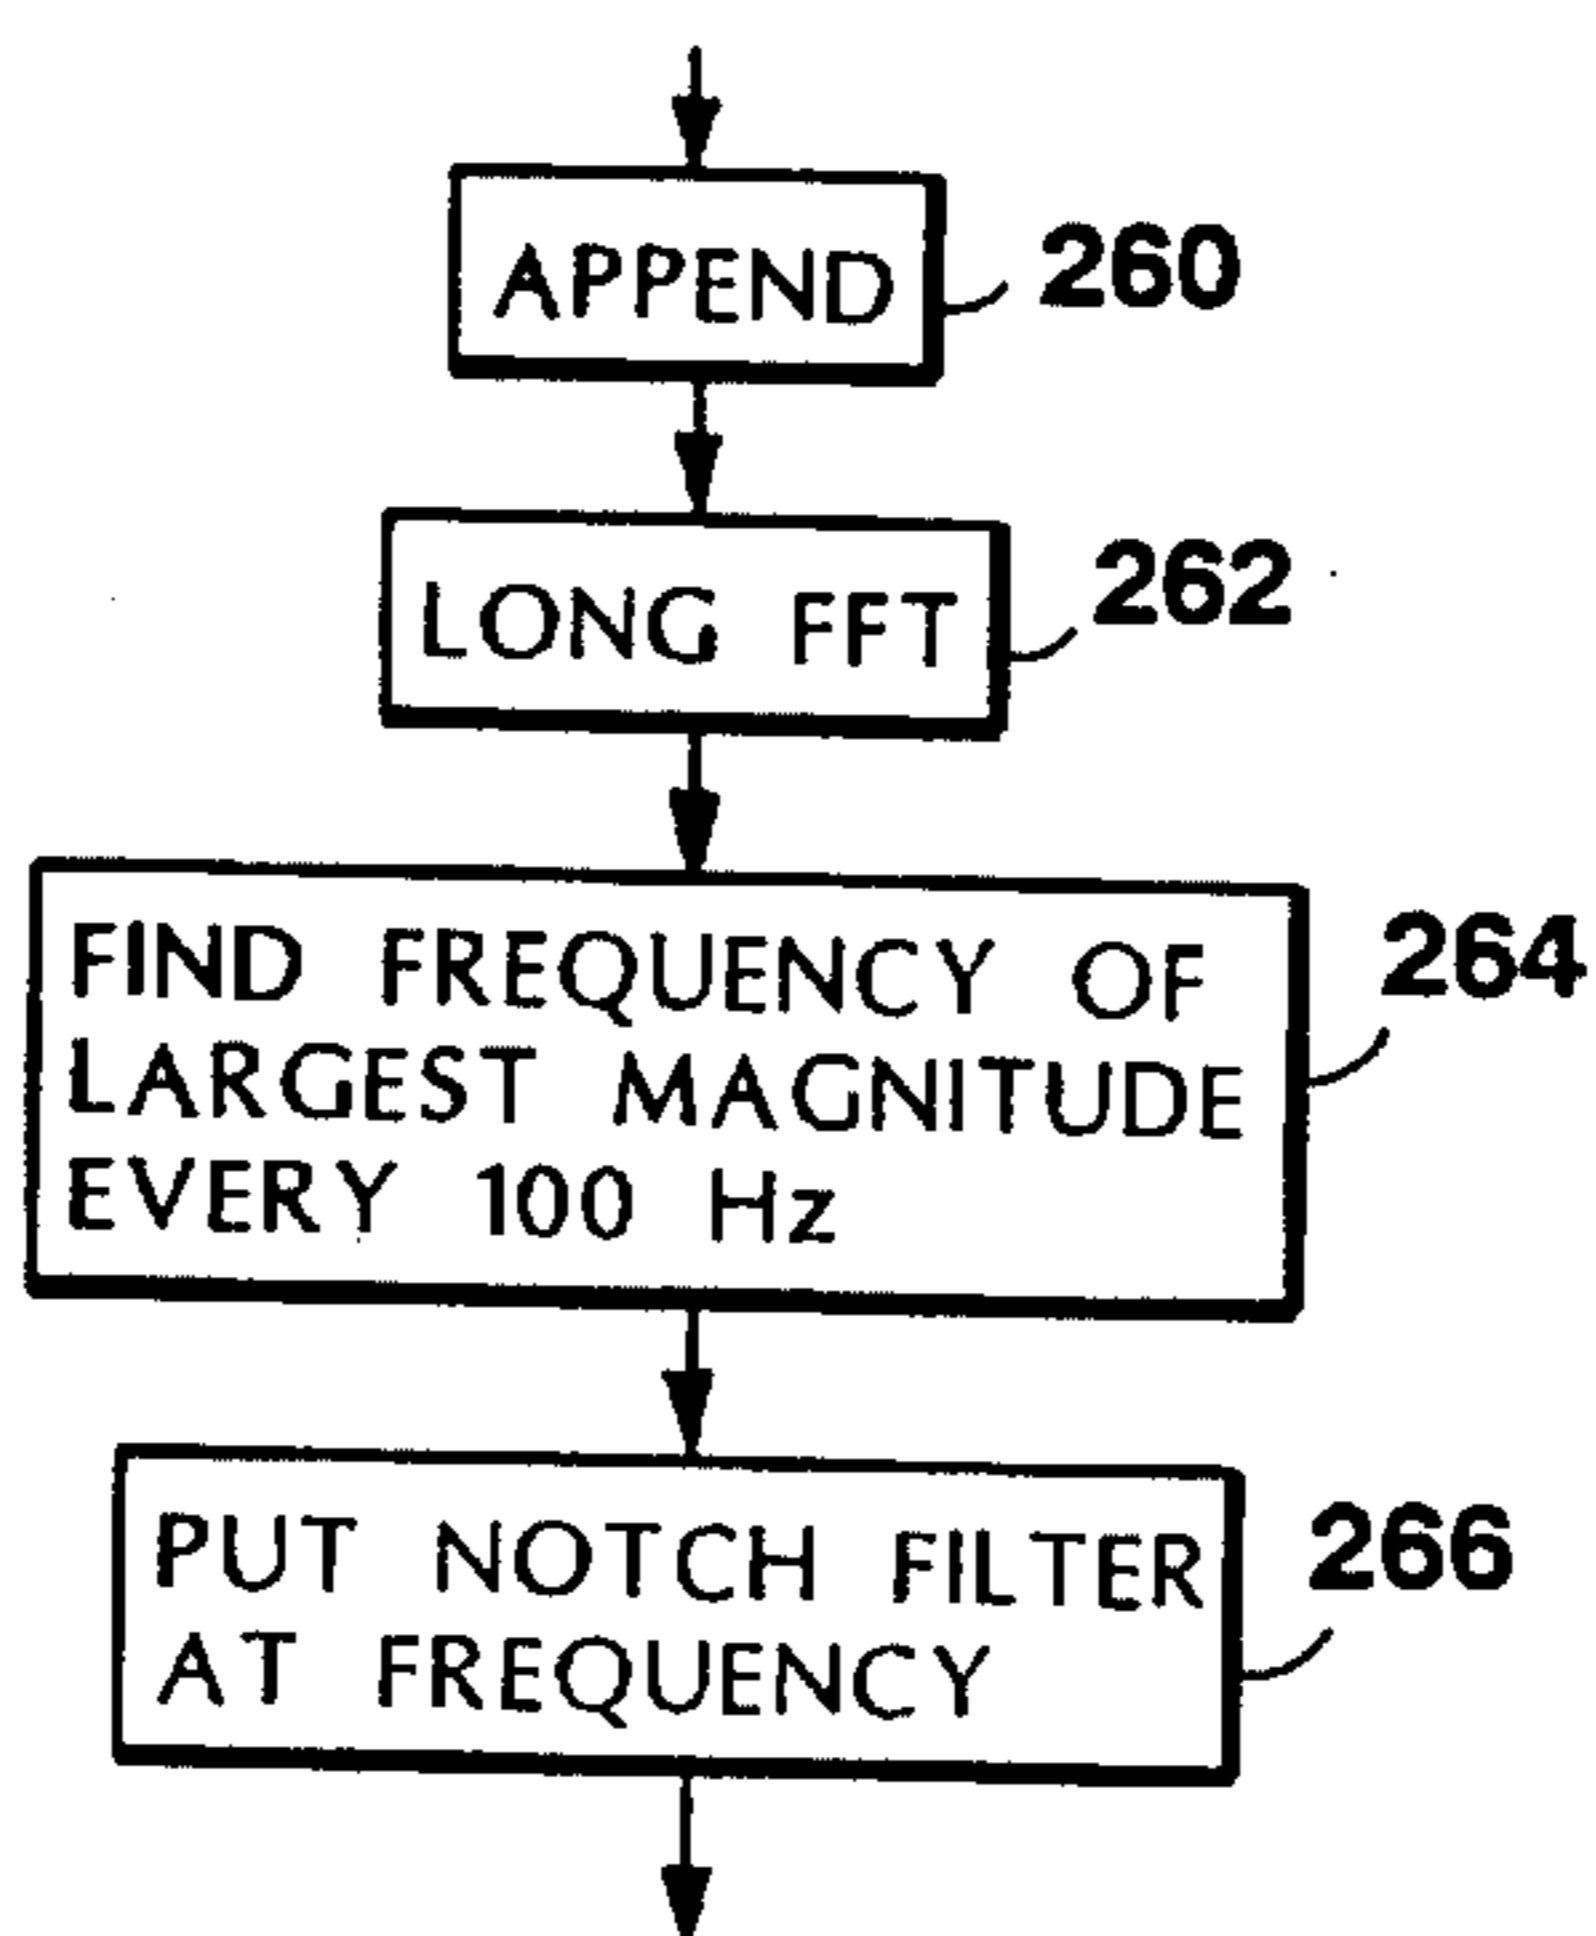 APPEND
260
LONG FFT
262
FIND FREQUENCY OF
LARGEST MAGNITUDE
EVERY 100 Hz
264
PUT NOTCH FILTER
AT FREQUENCY
266